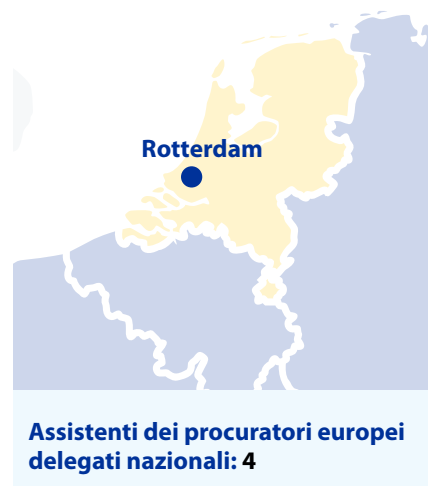 Rotterdam
Assistenti dei procuratori europei
delegati nazionali: 4